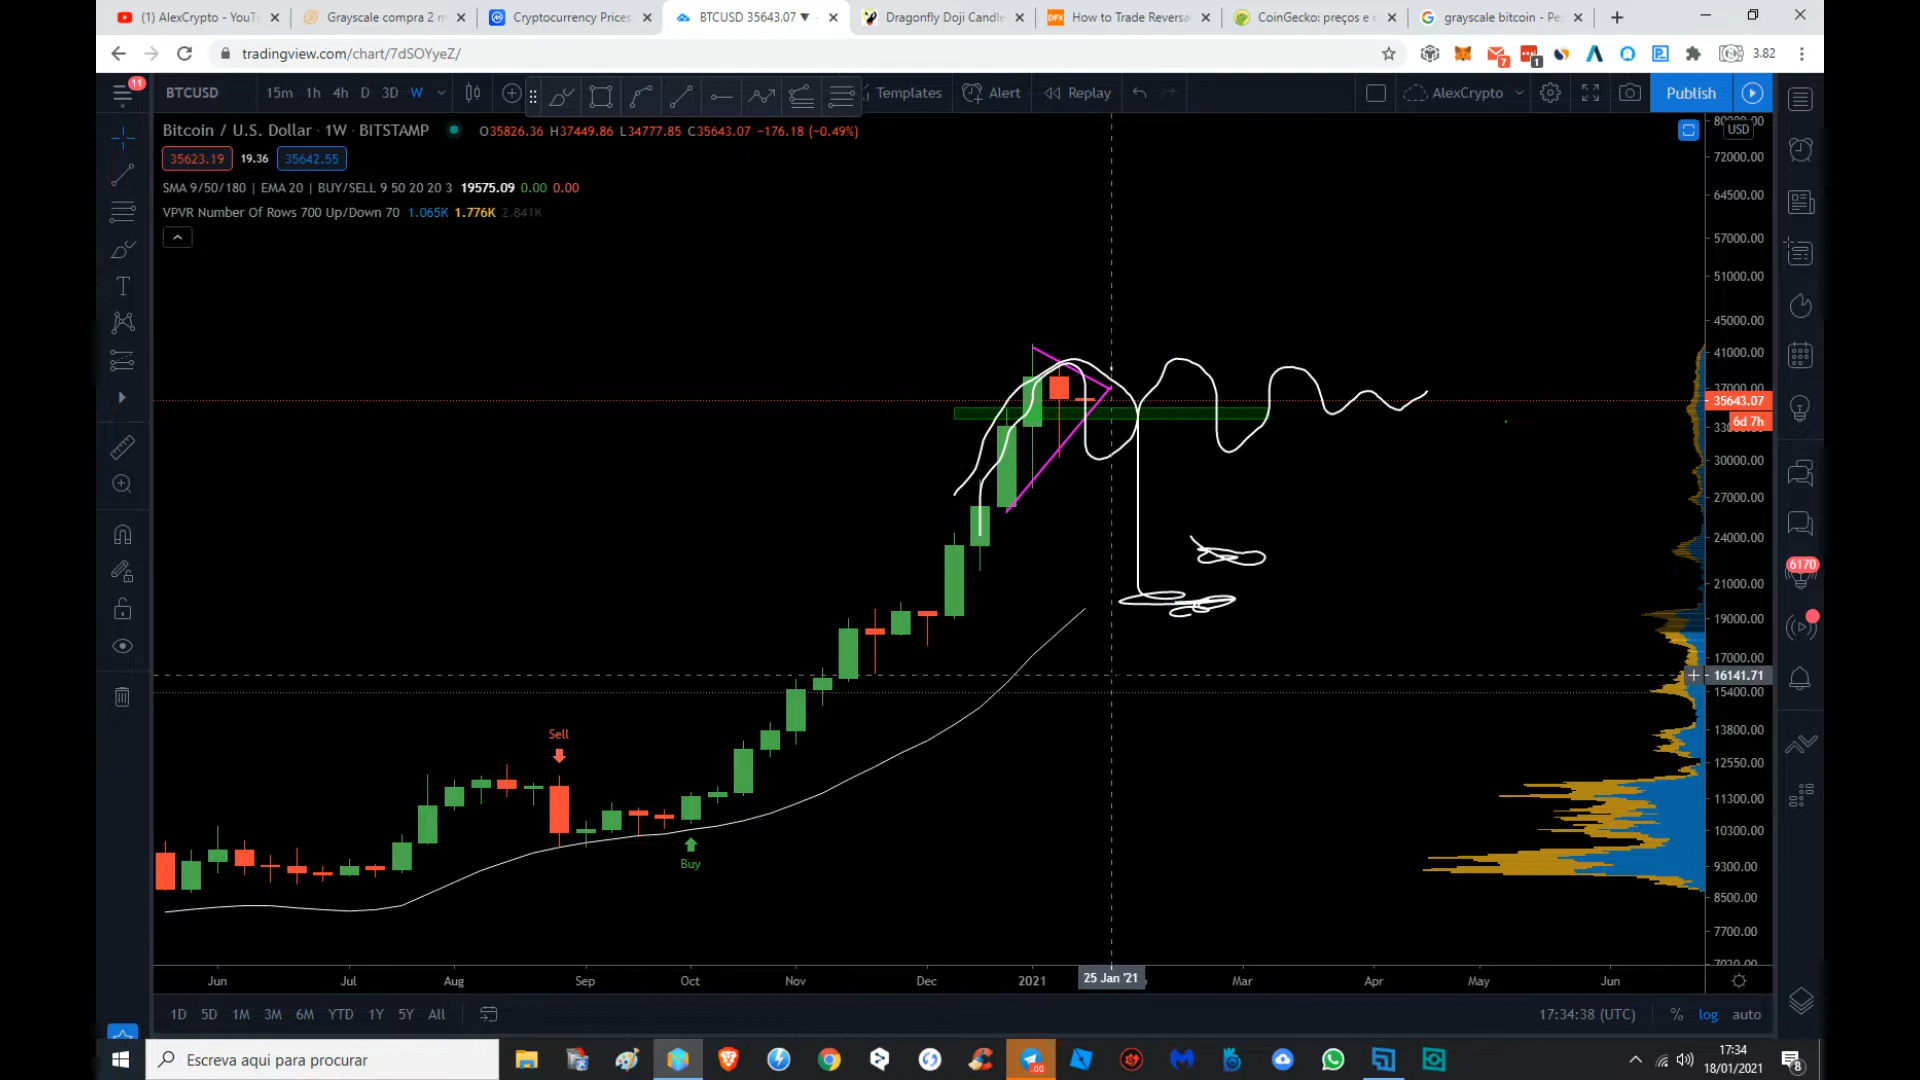 (1) AlexCrypto - YouT
Grayscale compra 2 m
Cryptocurrency Prices
BTCUSD 35643.07 ▼
Dragonfly Doji Candle
How to Trade Reversa
CoinGecko: preços e
grayscale bitcoin - Pe
tradingview.com/chart/7dSOYyeZ/
7
1
3.82
11
BTCUSD
15m 1h 4h D 3D W
Templates
Alert
Replay
AlexCrypto
Publish
Bitcoin / U.S. Dollar · 1W · BITSTAMP
O35826.36 H37449.86 L34777.85 C35643.07 -176.18 (-0.49%)
35623.19 19.36 35642.55
SMA 9/50/180 | EMA 20 | BUY/SELL 9 50 20 20 3 19575.09 0.00 0.00
VPVR Number Of Rows 700 Up/Down 70 1.065K 1.776K 2.841K
USD
72000.00
64500.00
57000.00
51000.00
45000.00
41000.00
37000.00
35643.07
6d 7h
30000.00
27000.00
24000.00
21000.00
19000.00
17000.00
16141.71
15400.00
13800.00
12550.00
11300.00
10300.00
9300.00
8500.00
7700.00
6170
Sell
Buy
Jun Jul Aug Sep Oct Nov Dec 2021 25 Jan '21 Mar Apr May Jun
1D 5D 1M 3M 6M YTD 1Y 5Y All
17:34:38 (UTC) % log auto
Escreva aqui para procurar
.00
17:34
18/01/2021
8